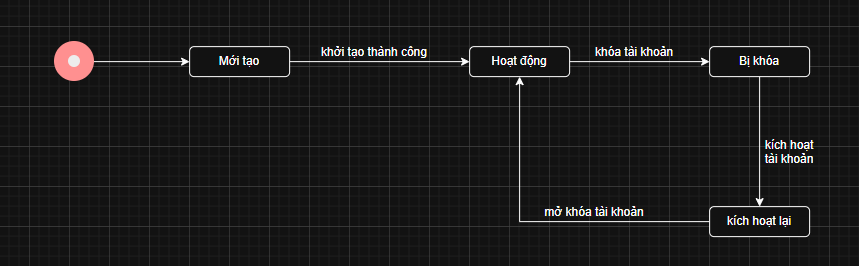 khởi tạo thành công
khóa tài khoản
Mới tạo
Hoạt động
Bị khóa
kích hoạt
tài khoản
mở khóa tài khoản
kích hoạt lại